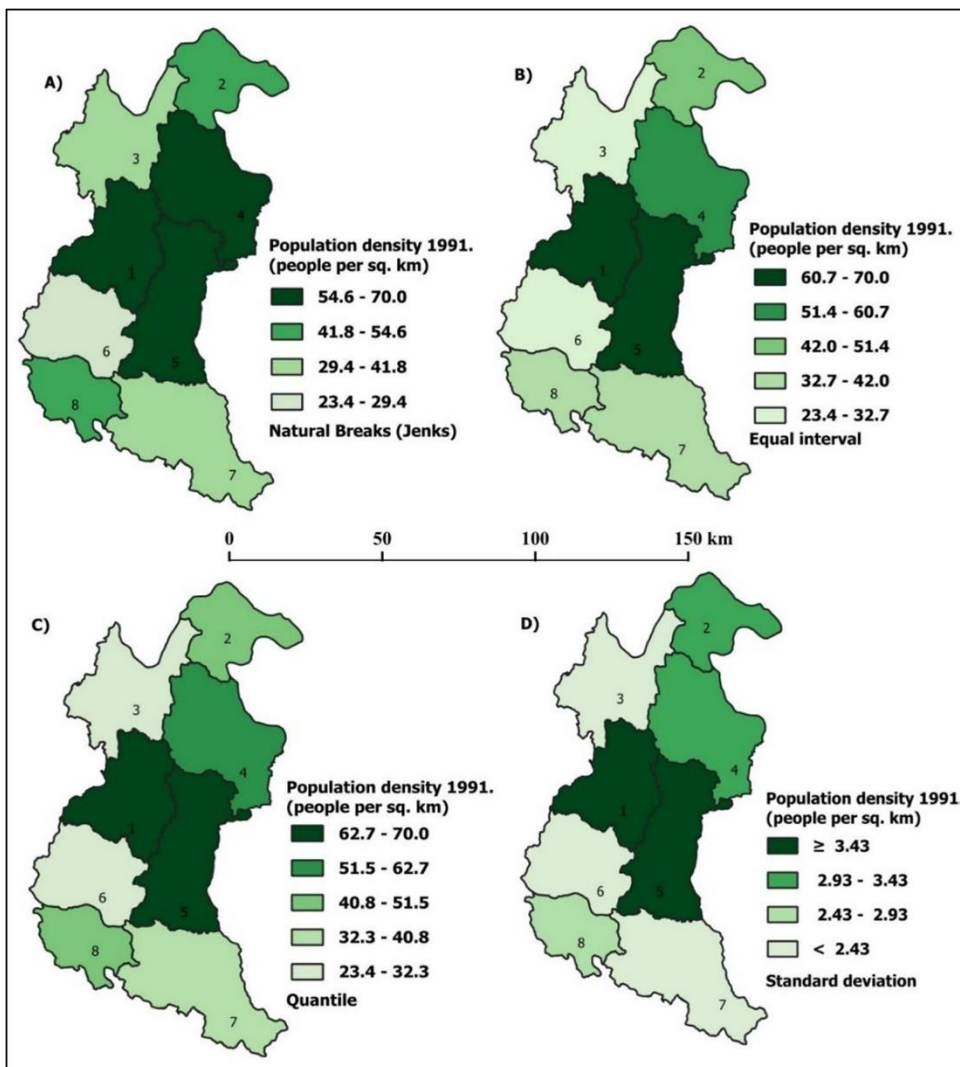 A)
2
3
4
1
6
5
8
7
Population density 1991.
(people per sq. km)
54.6 - 70.0
41.8 - 54.6
29.4 - 41.8
23.4 - 29.4
Natural Breaks (Jenks)
B)
2
3
4
1
6
5
8
7
Population density 1991.
(people per sq. km)
60.7 - 70.0
51.4 - 60.7
42.0 - 51.4
32.7 - 42.0
23.4 - 32.7
Equal interval
0 50 100 150 km
C)
2
3
4
1
6
5
8
7
Population density 1991.
(people per sq. km)
62.7 - 70.0
51.5 - 62.7
40.8 - 51.5
32.3 - 40.8
23.4 - 32.3
Quantile
D)
2
3
4
1
6
5
8
7
Population density 1991.
(people per sq. km)
≥ 3.43
2.93 - 3.43
2.43 - 2.93
< 2.43
Standard deviation